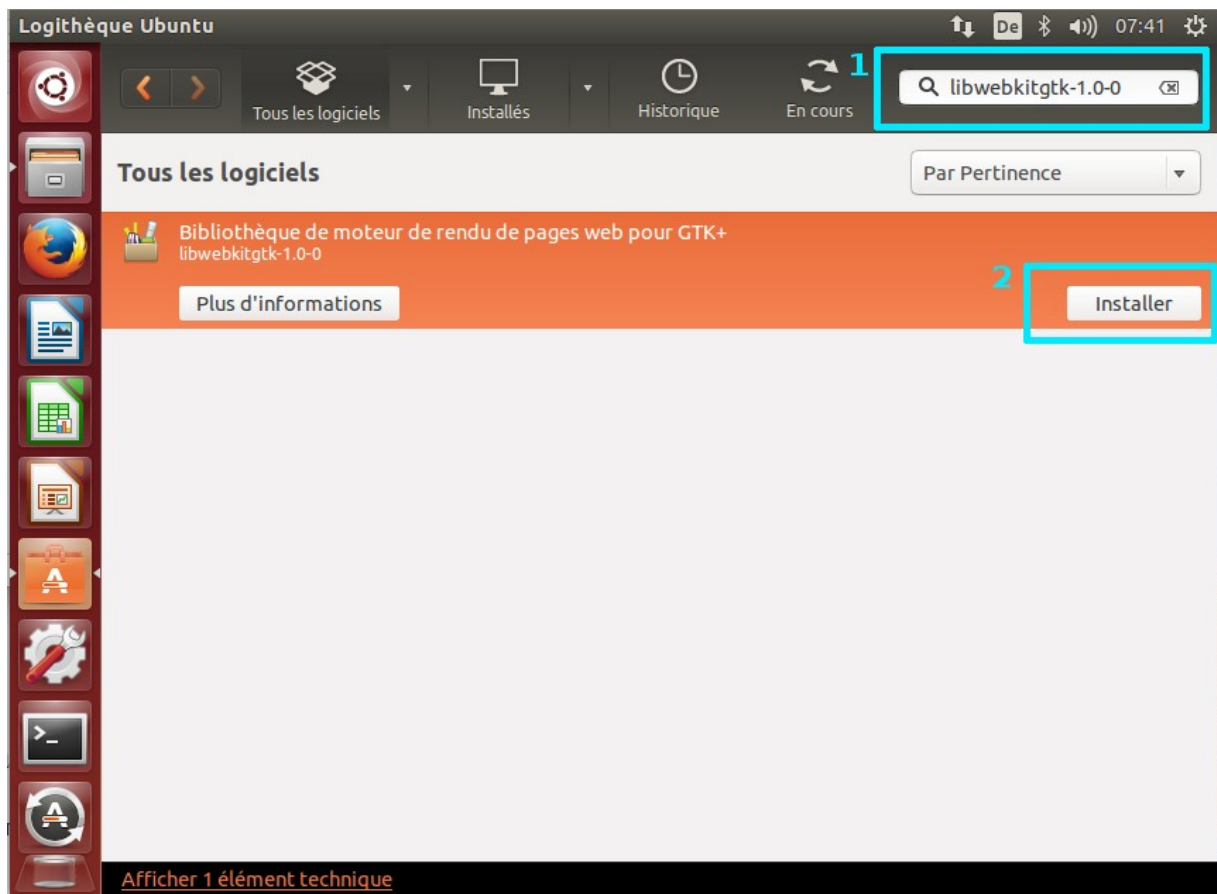 Logithèque Ubuntu
De
07:41
1
libwebkitgtk-1.0-0
Tous les logiciels
Installés
Historique
En cours
Tous les logiciels
Par Pertinence
Bibliothèque de moteur de rendu de pages web pour GTK+
libwebkitgtk-1.0-0
2
Plus d'informations
Installer
Afficher 1 élément technique